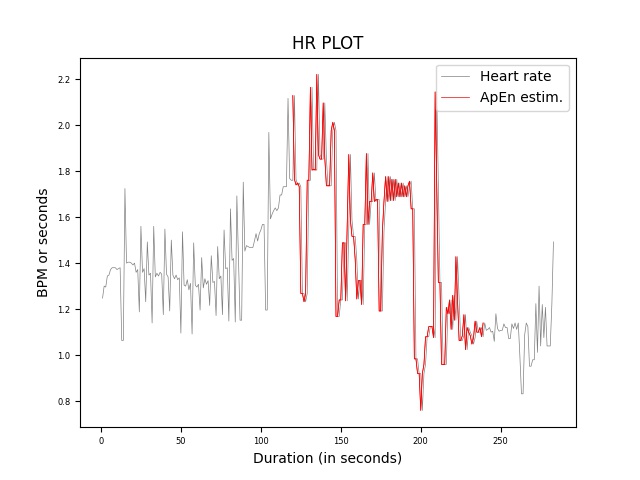 HR PLOT
Heart rate
ApEn estim.
BPM or seconds
2.2
2.0
1.8
1.6
1.4
1.2
1.0
0.8
0
50
100
150
200
250
Duration (in seconds)